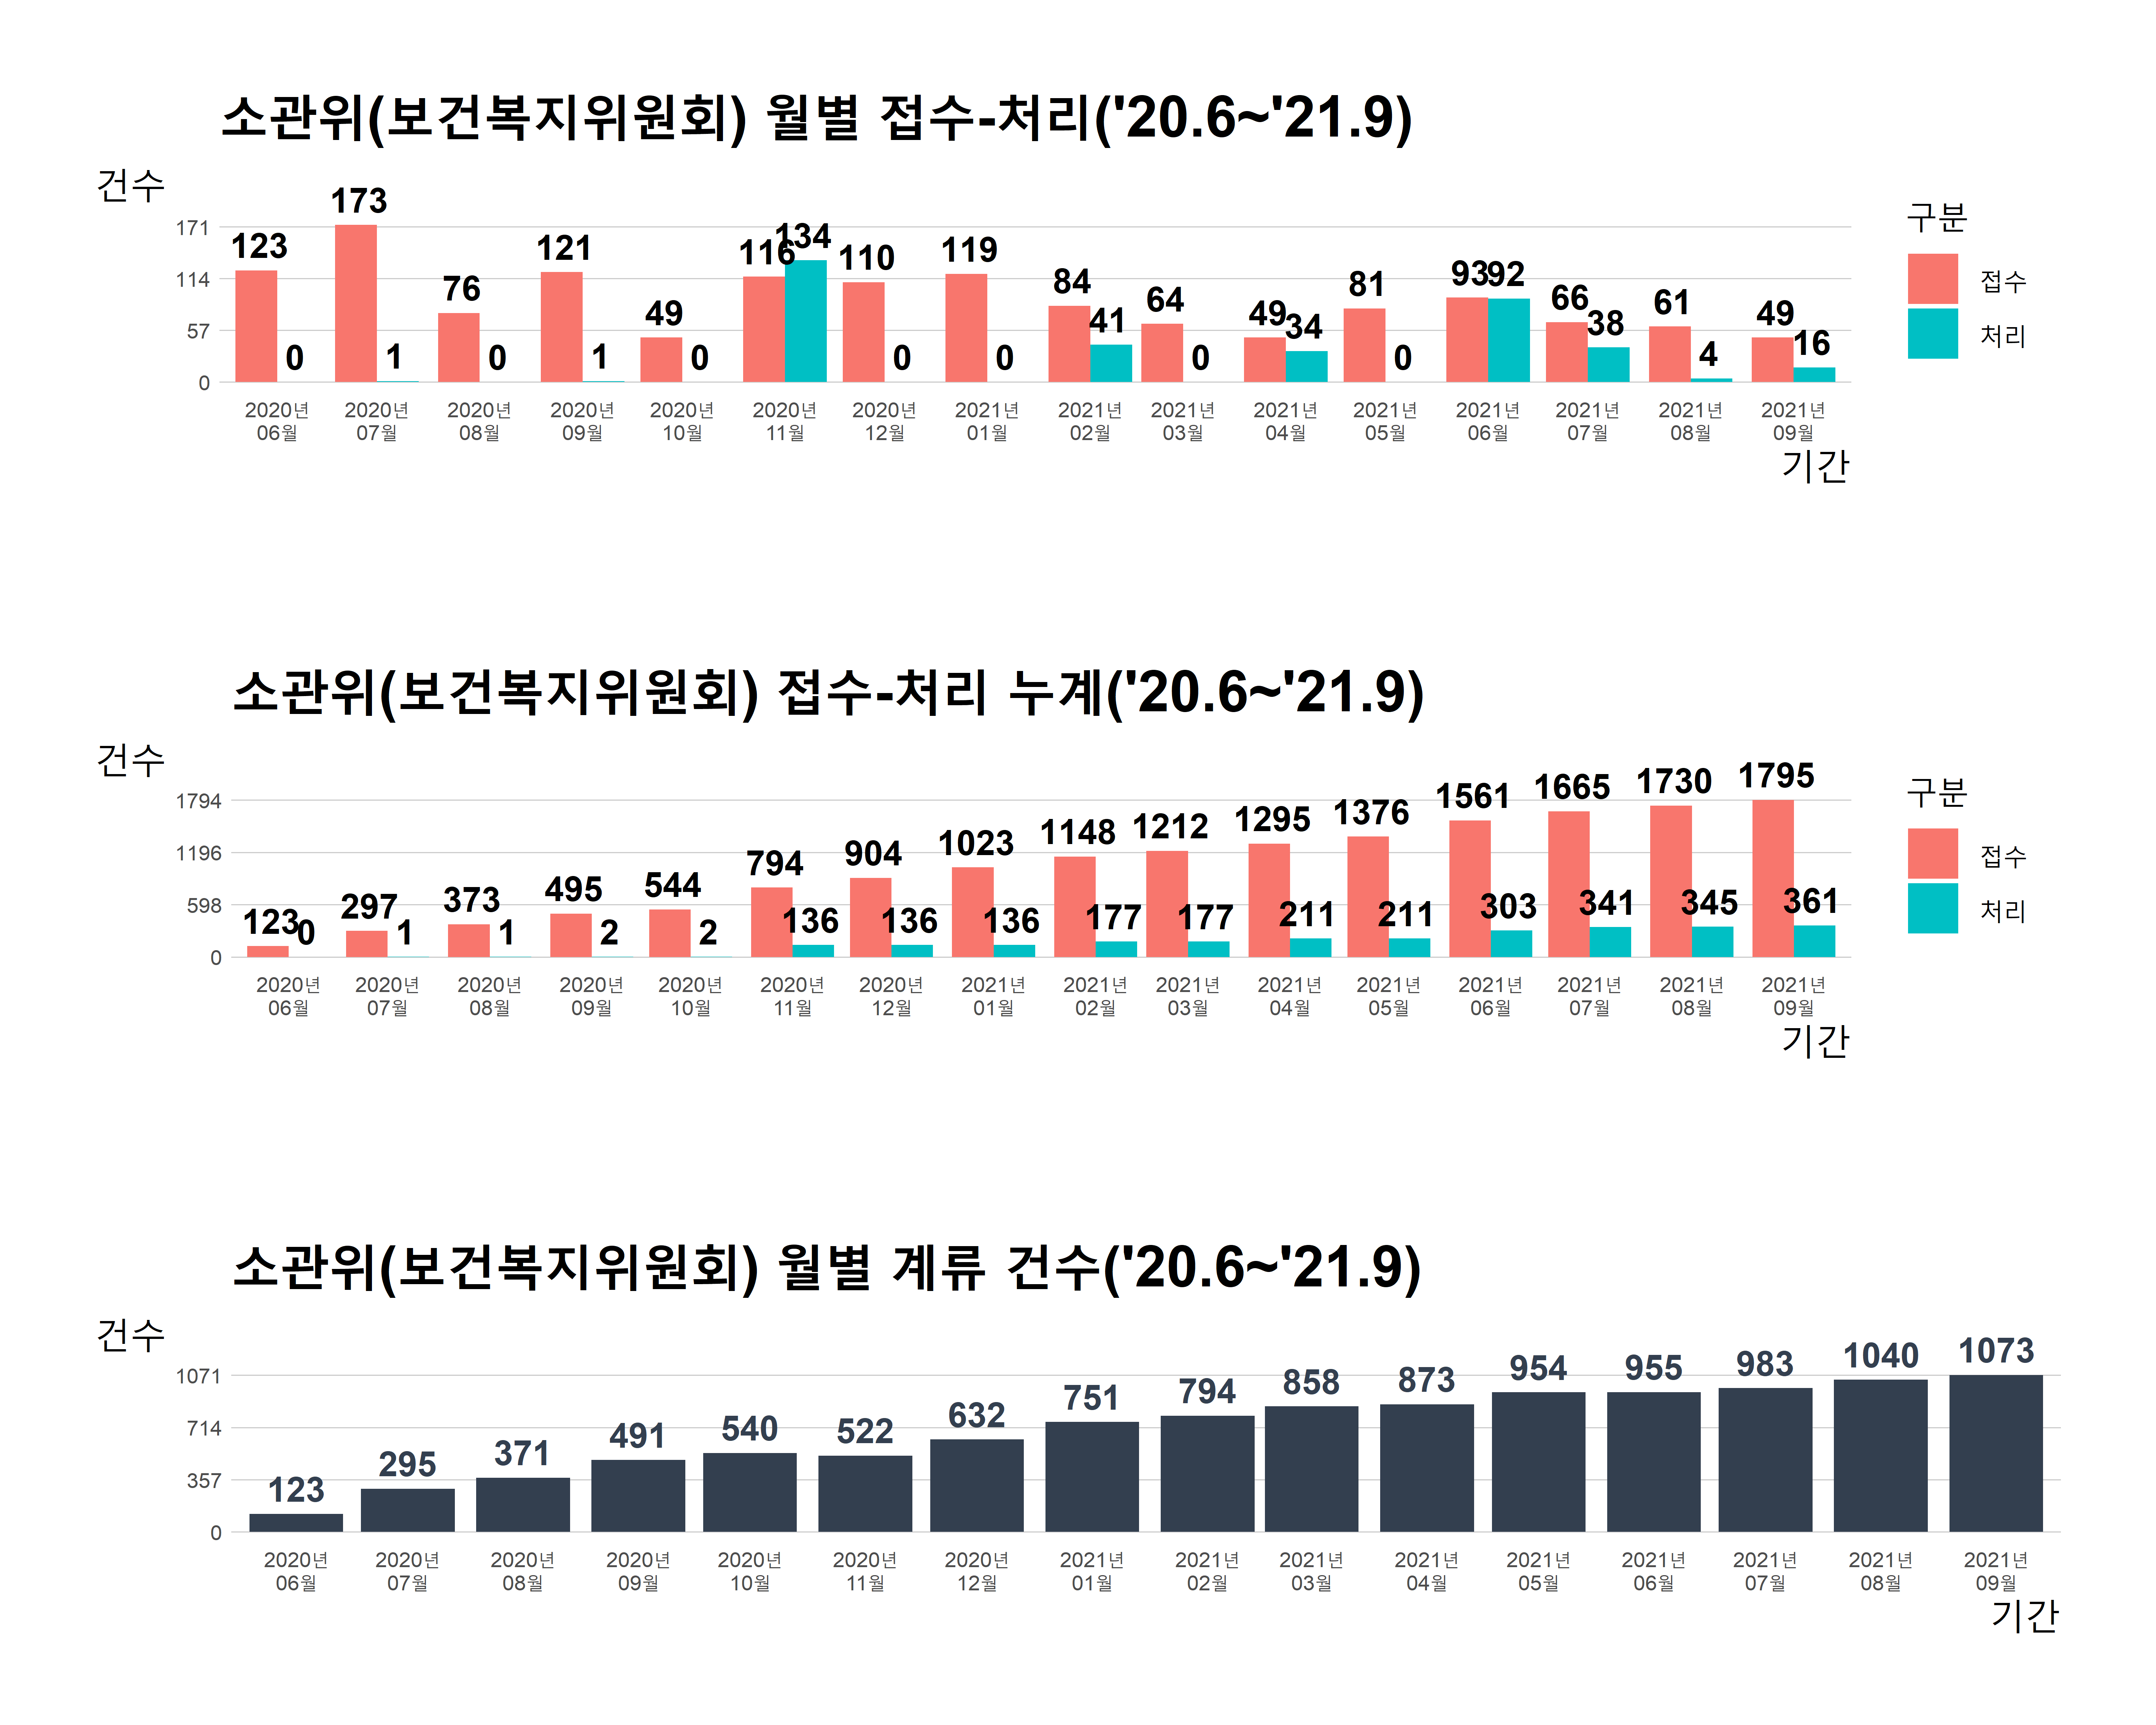 소관위(보건복지위원회) 월별 접수-처리('20.6~'21.9)
건수
171
114
57
0
123 0 173 1 76 0 121 1 49 0 116 134 110 0 119 0 84 41 64 0 49 34 81 0 93 92 66 38 61 4 49 16
2020년 2020년 2020년 2020년 2020년 2020년 2020년 2021년 2021년 2021년 2021년 2021년 2021년 2021년 2021년 2021년
06월 07월 08월 09월 10월 11월 12월 01월 02월 03월 04월 05월 06월 07월 08월 09월
기간
구분
접수
처리
소관위(보건복지위원회) 접수-처리 누계('20.6~'21.9)
건수
1794
1196
598
0
123 0 297 1 373 1 495 2 544 2 794 136 904 136 1023 136 1148 177 1212 177 1295 211 1376 211 1561 303 1665 341 1730 345 1795 361
2020년 2020년 2020년 2020년 2020년 2020년 2020년 2021년 2021년 2021년 2021년 2021년 2021년 2021년 2021년 2021년
06월 07월 08월 09월 10월 11월 12월 01월 02월 03월 04월 05월 06월 07월 08월 09월
기간
구분
접수
처리
소관위(보건복지위원회) 월별 계류 건수('20.6~'21.9)
건수
1071
714
357
0
123 295 371 491 540 522 632 751 794 858 873 954 955 983 1040 1073
2020년 2020년 2020년 2020년 2020년 2020년 2020년 2021년 2021년 2021년 2021년 2021년 2021년 2021년 2021년 2021년
06월 07월 08월 09월 10월 11월 12월 01월 02월 03월 04월 05월 06월 07월 08월 09월
기간